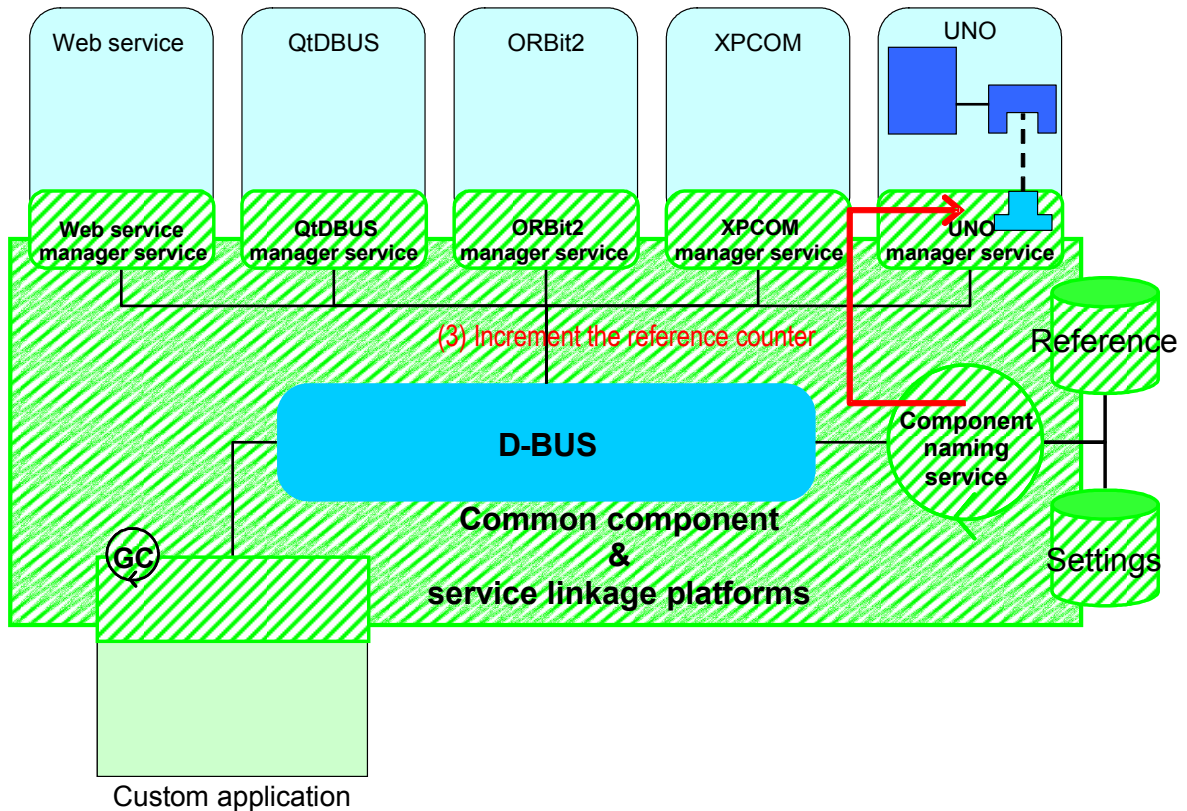 Web service
QtDBUS
ORBit2
XPCOM
UNO
Web service
manager service
QtDBUS
manager service
ORBit2
manager service
XPCOM
manager service
UNO
manager service
(3) Increment the reference counter
Reference
D-BUS
Component
naming
service
Common component
&
service linkage platforms
Settings
GC
Custom application